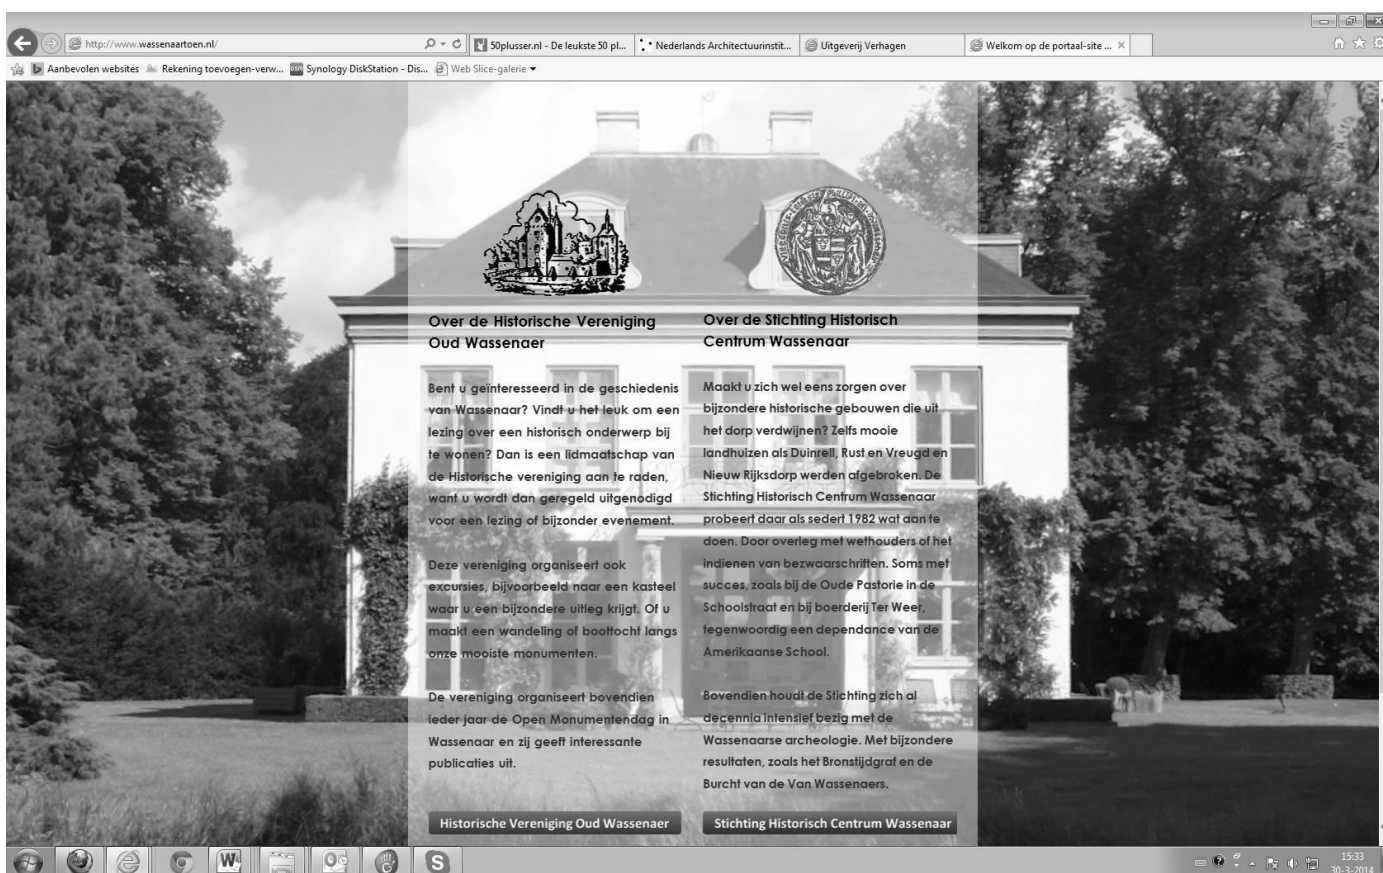 http://www.wassenaartoen.nl/
50plusser.nl - De leukste 50 pl...
Nederlands Architectuurinstit...
Uitgeverij Verhagen
Welkom op de portaal-site ...
Aanbevolen websites
Rekening toevoegen-verw...
Synology DiskStation - Dis...
Web Slice-galerie
Over de Historische Vereniging
Oud Wassenaer
Bent u geïnteresseerd in de geschiedenis
van Wassenaar? Vindt u het leuk om een
lezing over een historisch onderwerp bij
te wonen? Dan is een lidmaatschap van
de Historische vereniging aan te raden,
want u wordt dan geregeld uitgenodigd
voor een lezing of bijzonder evenement.
Deze vereniging organiseert ook
excursies, bijvoorbeeld naar een kasteel
waar u een bijzondere uitleg krijgt. Of u
maakt een wandeling of boottocht langs
onze mooiste monumenten.
De vereniging organiseert bovendien
ieder jaar de Open Monumentendag in
Wassenaar en zij geeft interessante
publicaties uit.
Historische Vereniging Oud Wassenaer
Over de Stichting Historisch
Centrum Wassenaar
Maakt u zich wel eens zorgen over
bijzondere historische gebouwen die uit
het dorp verdwijnen? Zelfs mooie
landhuizen als Duinrell, Rust en Vreugd en
Nieuw Rijksdorp werden afgebroken. De
Stichting Historisch Centrum Wassenaar
probeert daar als sedert 1982 wat aan te
doen. Door overleg met wethouders of het
indienen van bezwaarschriften. Soms met
succes, zoals bij de Oude Pastorie in de
Schoolstraat en bij boerderij Ter Weer,
tegenwoordig een dependance van de
Amerikaanse School.
Bovendien houdt de Stichting zich al
decennia intensief bezig met de
Wassenaarse archeologie. Met bijzondere
resultaten, zoals het Bronstijdgraf en de
Burcht van de Van Wassenaers.
Stichting Historisch Centrum Wassenaar
15:33
30-3-2014